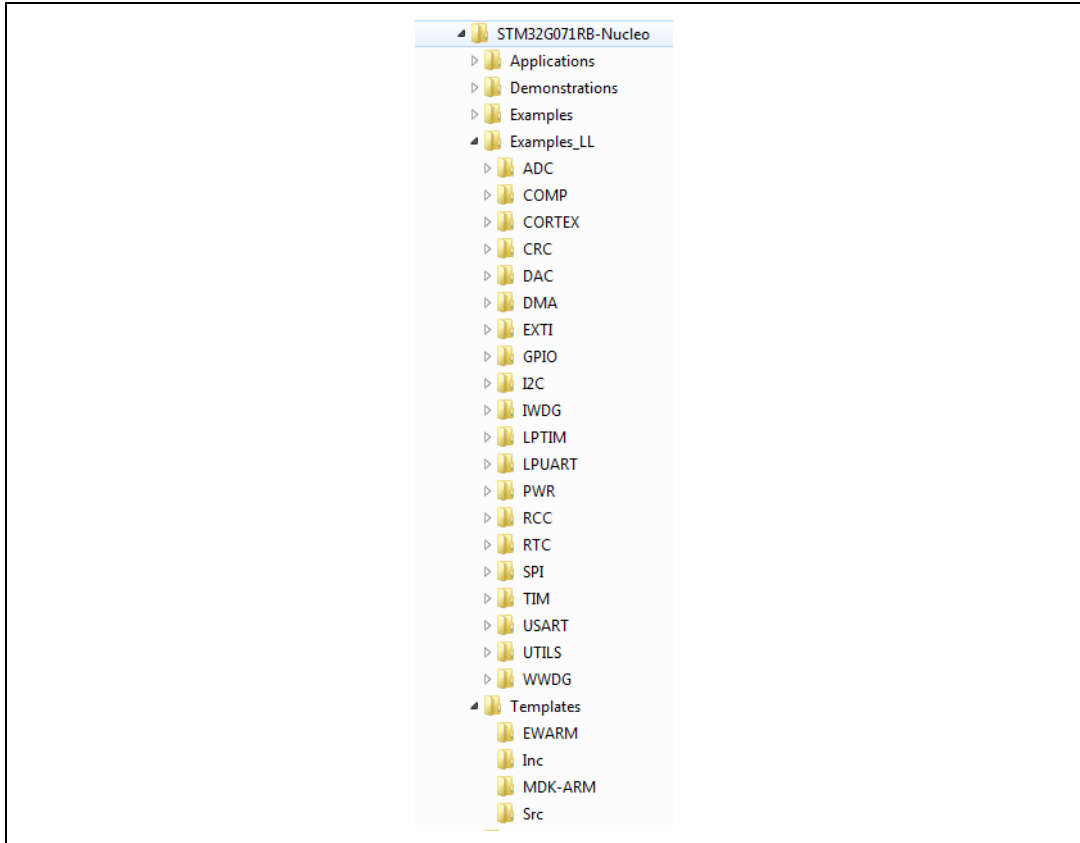 STM32G071RB-Nucleo
Applications
Demonstrations
Examples
Examples_LL
ADC
COMP
CORTEX
CRC
DAC
DMA
EXTI
GPIO
I2C
IWDG
LPTIM
LPUART
PWR
RCC
RTC
SPI
TIM
USART
UTILS
WWDG
Templates
EWARM
Inc
MDK-ARM
Src